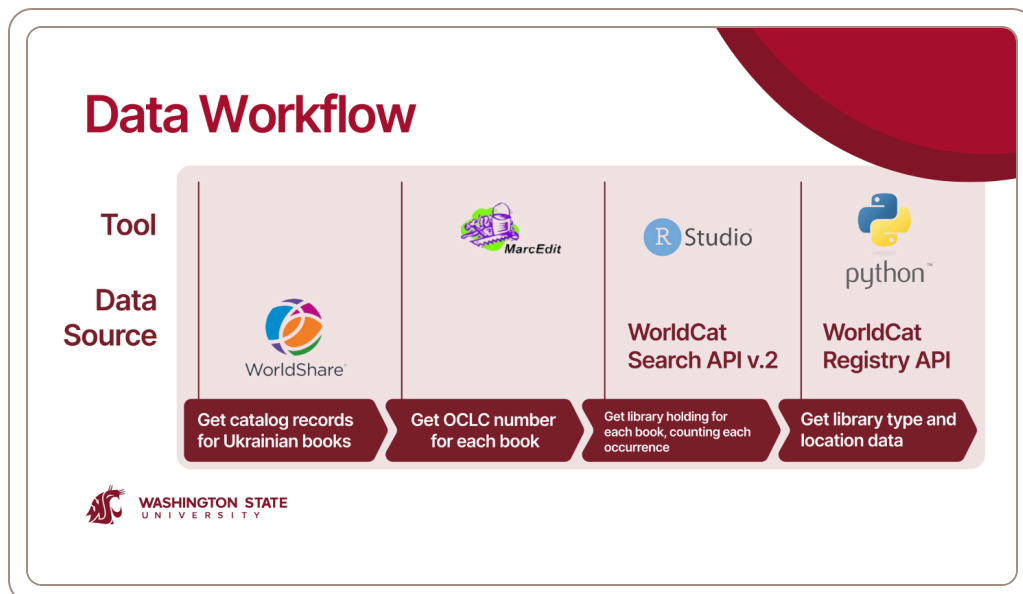 Data Workflow
Tool
MarcEdit
R Studio
python™
Data
Source
WorldShare®
WorldCat
Search API v.2
WorldCat
Registry API
Get catalog records
for Ukrainian books
Get OCLC number
for each book
Get library holding for
each book, counting each
occurrence
Get library type and
location data
WASHINGTON STATE
UNIVERSITY